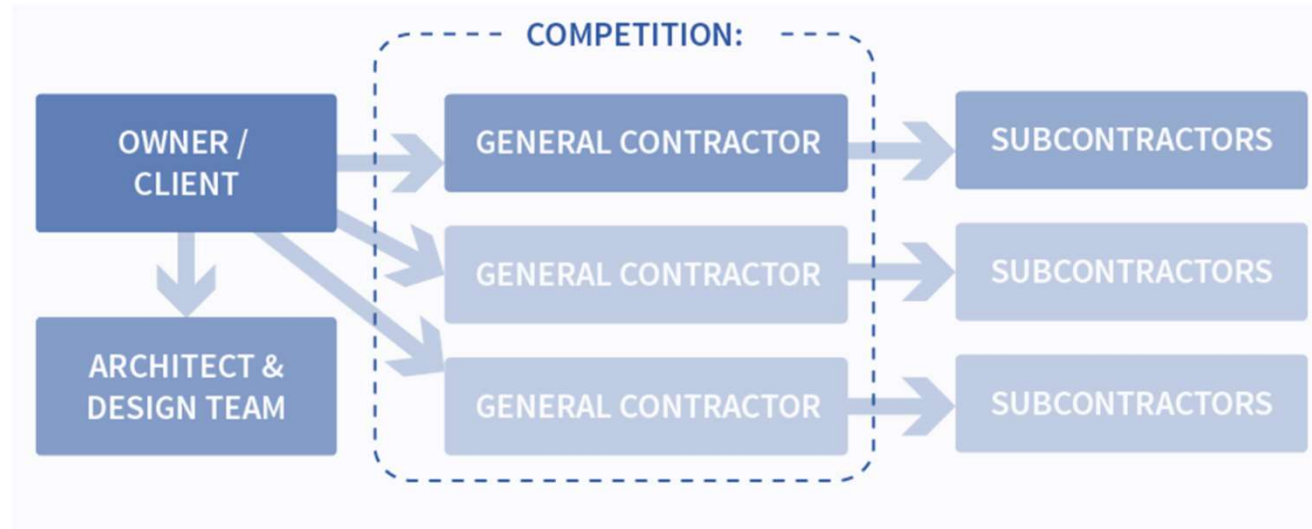 COMPETITION:
OWNER /
CLIENT
GENERAL CONTRACTOR
SUBCONTRACTORS
GENERAL CONTRACTOR
SUBCONTRACTORS
ARCHITECT &
DESIGN TEAM
GENERAL CONTRACTOR
SUBCONTRACTORS